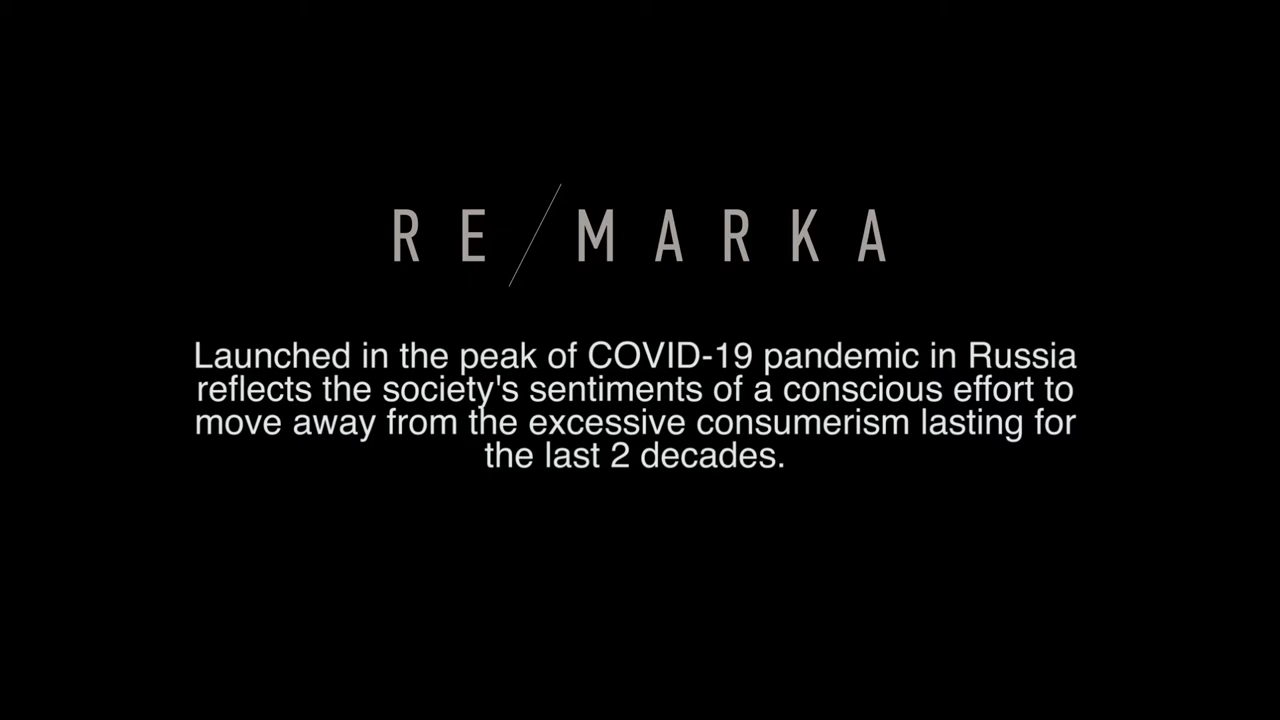 RE/MARKA
Launched in the peak of COVID-19 pandemic in Russia
reflects the society's sentiments of a conscious effort to
move away from the excessive consumerism lasting for
the last 2 decades.